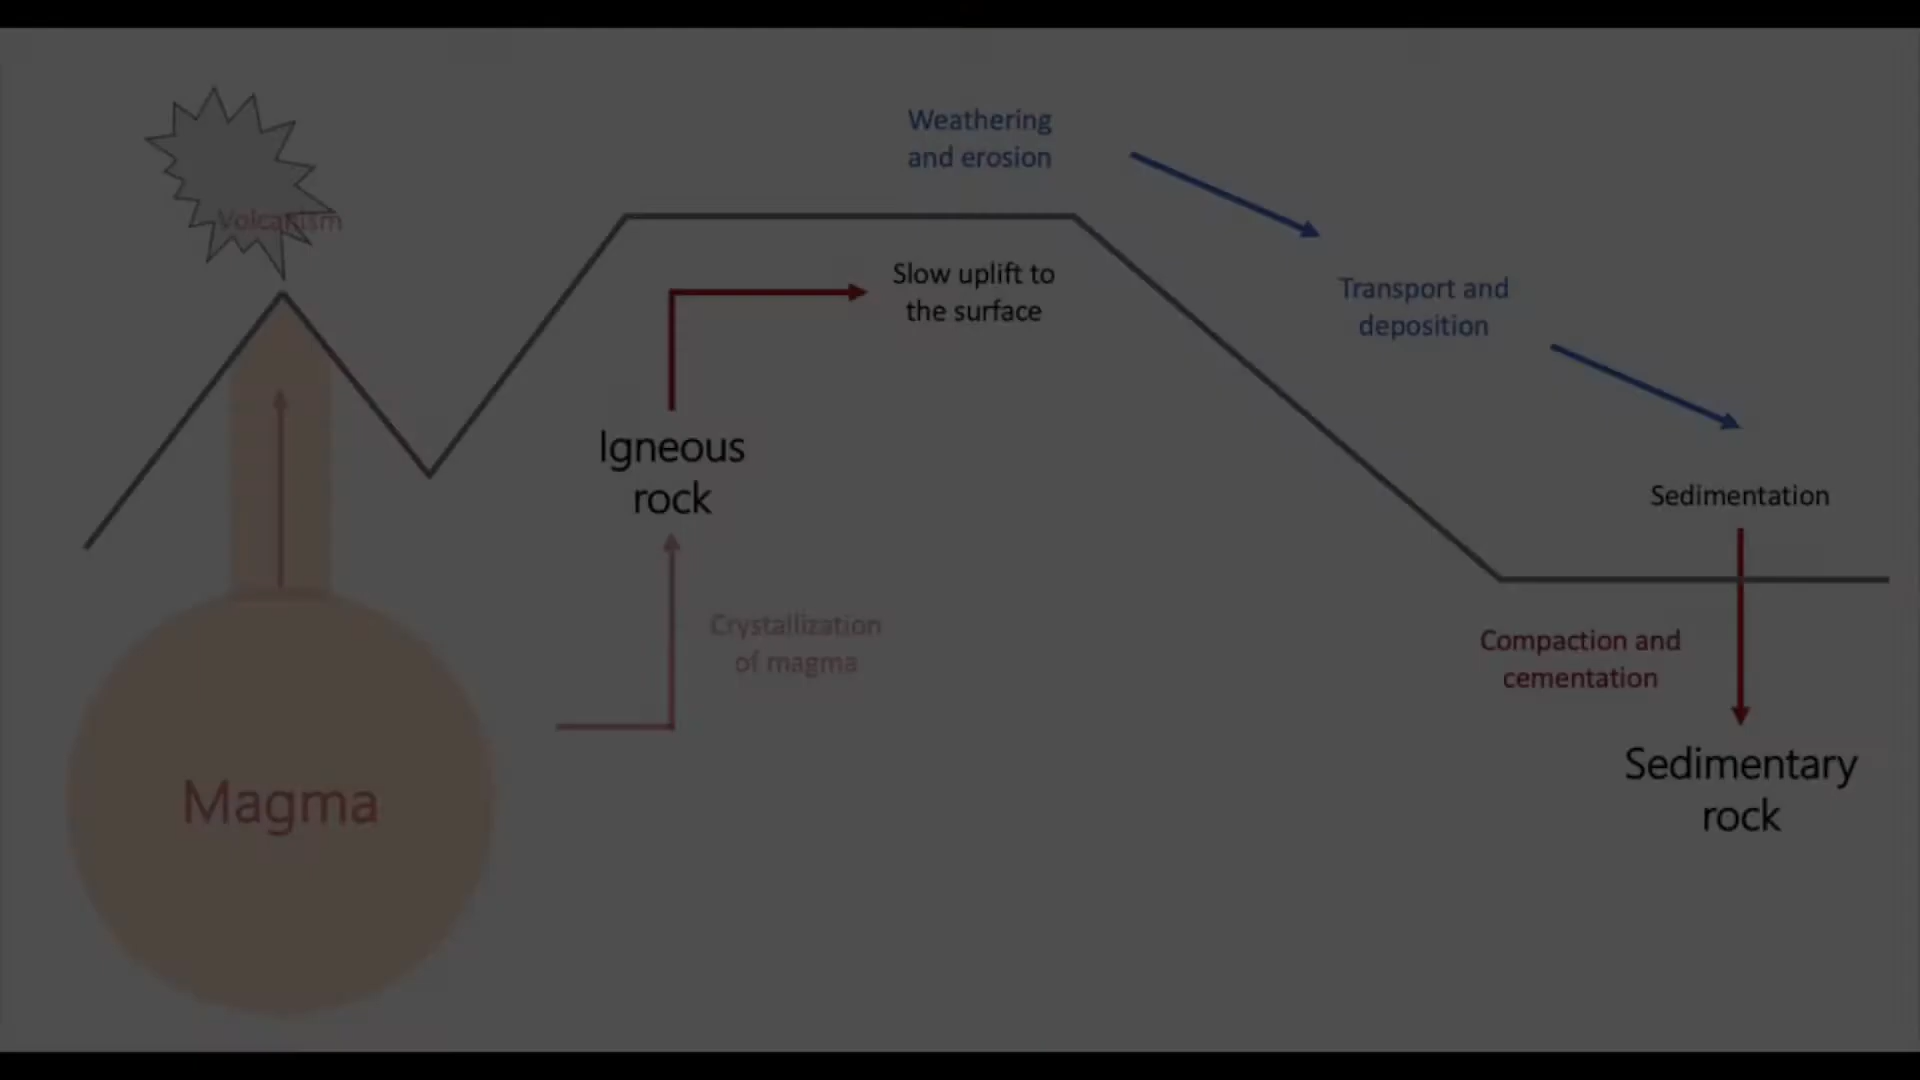 Volcanism
Weathering
and erosion
Slow uplift to
the surface
Transport and
deposition
Igneous
rock
Crystallization
of magma
Sedimentation
Compaction and
cementation
Sedimentary
rock
Magma